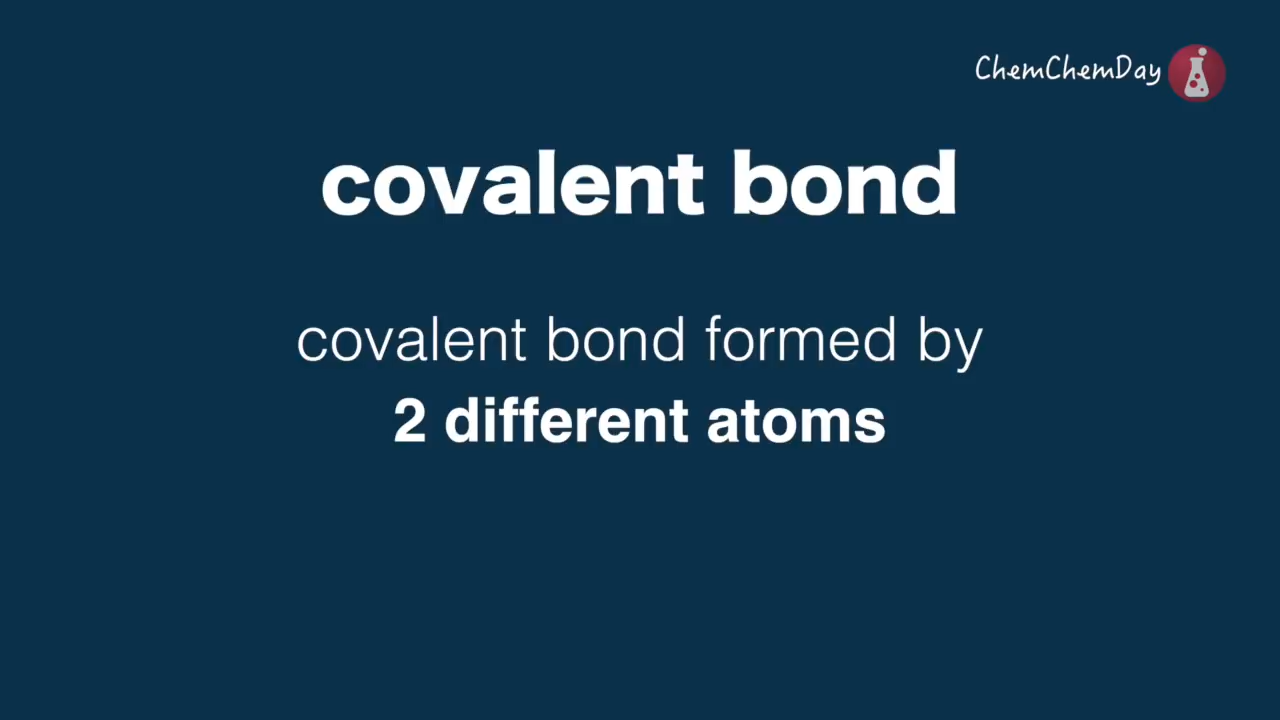 ChemChemDay
covalent bond
covalent bond formed by
2 different atoms